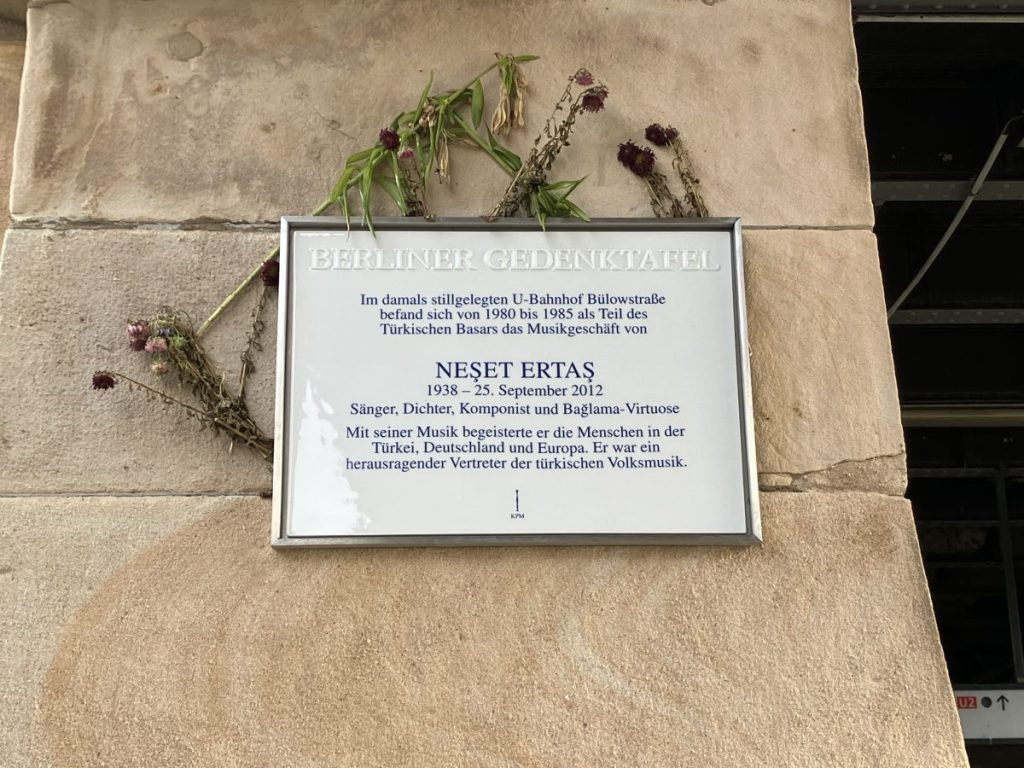 BERLINER GEDENKTAFEL
Im damals stillgelegten U-Bahnhof Bülowstraße
befand sich von 1980 bis 1985 als Teil des
Türkischen Basars das Musikgeschäft von
NEŞET ERTAŞ
1938 – 25. September 2012
Sänger, Dichter, Komponist und Bağlama-Virtuose
Mit seiner Musik begeisterte er die Menschen in der
Türkei, Deutschland und Europa. Er war ein
herausragender Vertreter der türkischen Volksmusik.
KPM
U2